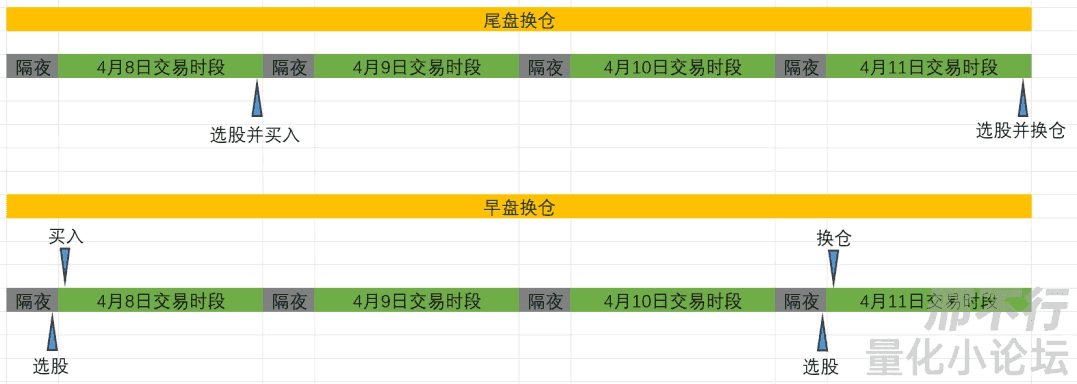 尾盘换仓
隔夜 4月8日交易时段 隔夜 4月9日交易时段 隔夜 4月10日交易时段 隔夜 4月11日交易时段
选股并买入 选股并换仓
早盘换仓
买入 换仓
隔夜 4月8日交易时段 隔夜 4月9日交易时段 隔夜 4月10日交易时段 隔夜 4月11日交易时段
选股 选股
邢不行
量化小论坛